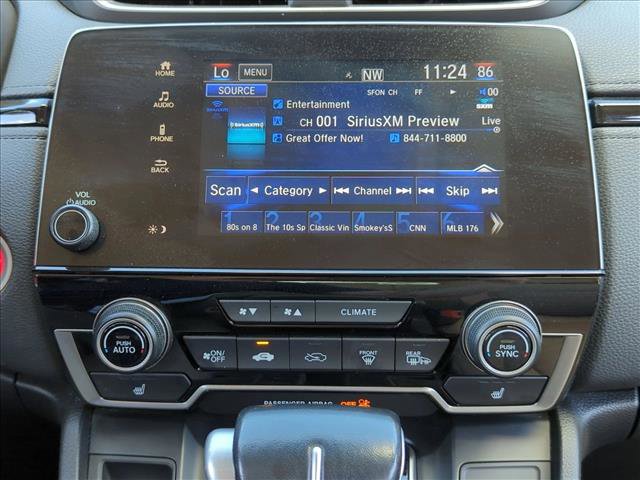 HOME
AUDIO
PHONE
BACK
VOL
AUDIO
Lo MENU NW 11:24 86
SOURCE SFON CH FF 00
SiriusXM
Entertainment
SXM
CH 001 SiriusXM Preview Live
Great Offer Now! 844-711-8800
Scan Category Channel Skip
1 2 3 4 5 6
80s on 8 The 10s Sp Classic Vin Smokey'sS CNN MLB 176
CLIMATE
PUSH AUTO
ON/OFF
FRONT
REAR
PUSH SYNC
PASSENGER AIRBAG OFF